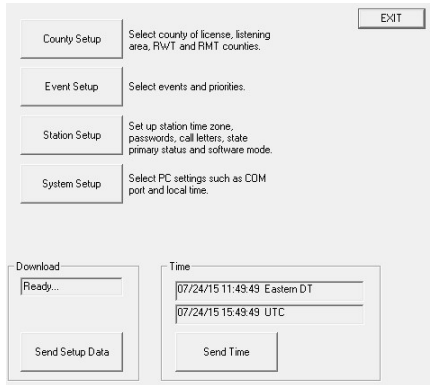 EXIT
County Setup
Select county of license, listening
area, RWT and RMT counties.
Event Setup
Select events and priorities.
Station Setup
Set up station time zone,
passwords, call letters, state
primary status and software mode.
System Setup
Select PC settings such as COM
port and local time.
Download
Ready...
Send Setup Data
Time
07/24/15 11:49:49 Eastern DT
07/24/15 15:49:49 UTC
Send Time